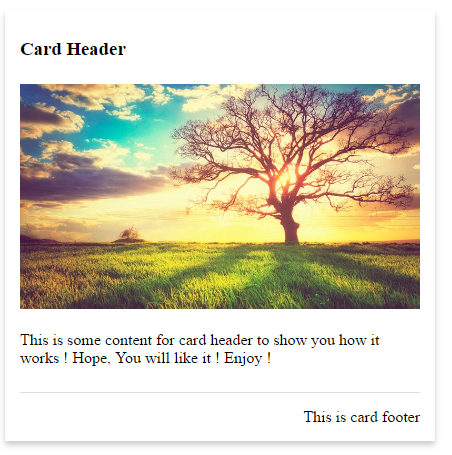 Card Header
This is some content for card header to show you how it
works ! Hope, You will like it ! Enjoy !
This is card footer